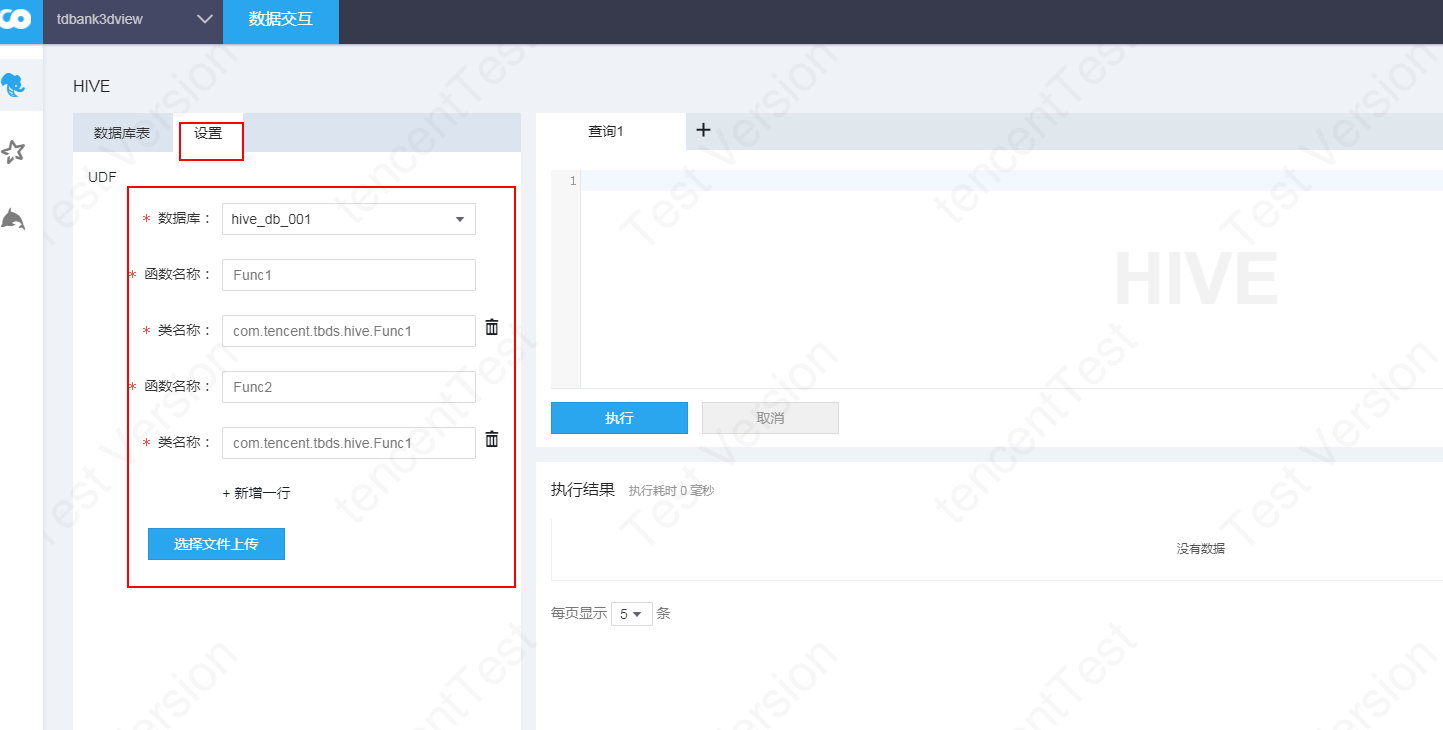 tdbank3dview
数据交互
HIVE
数据库表
设置
UDF
* 数据库：
hive_db_001
* 函数名称：
Func1
* 类名称：
com.tencent.tbds.hive.Func1
* 函数名称：
Func2
* 类名称：
com.tencent.tbds.hive.Func1
+ 新增一行
选择文件上传
查询1
+
1
HIVE
执行
取消
执行结果 执行耗时 0 毫秒
没有数据
每页显示 5 条
tencentTest
Test Version